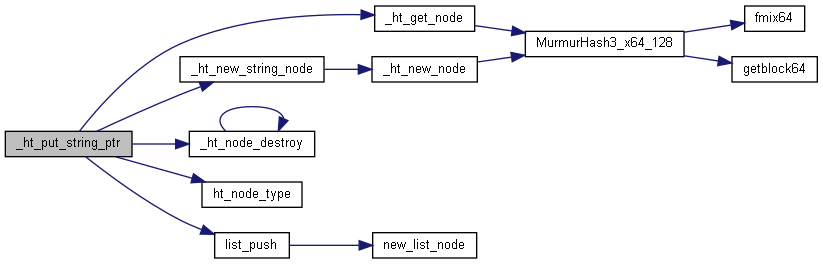 _ht_put_string_ptr
_ht_get_node
MurmurHash3_x64_128
fmix64
getblock64
_ht_new_string_node
_ht_new_node
_ht_node_destroy
ht_node_type
list_push
new_list_node